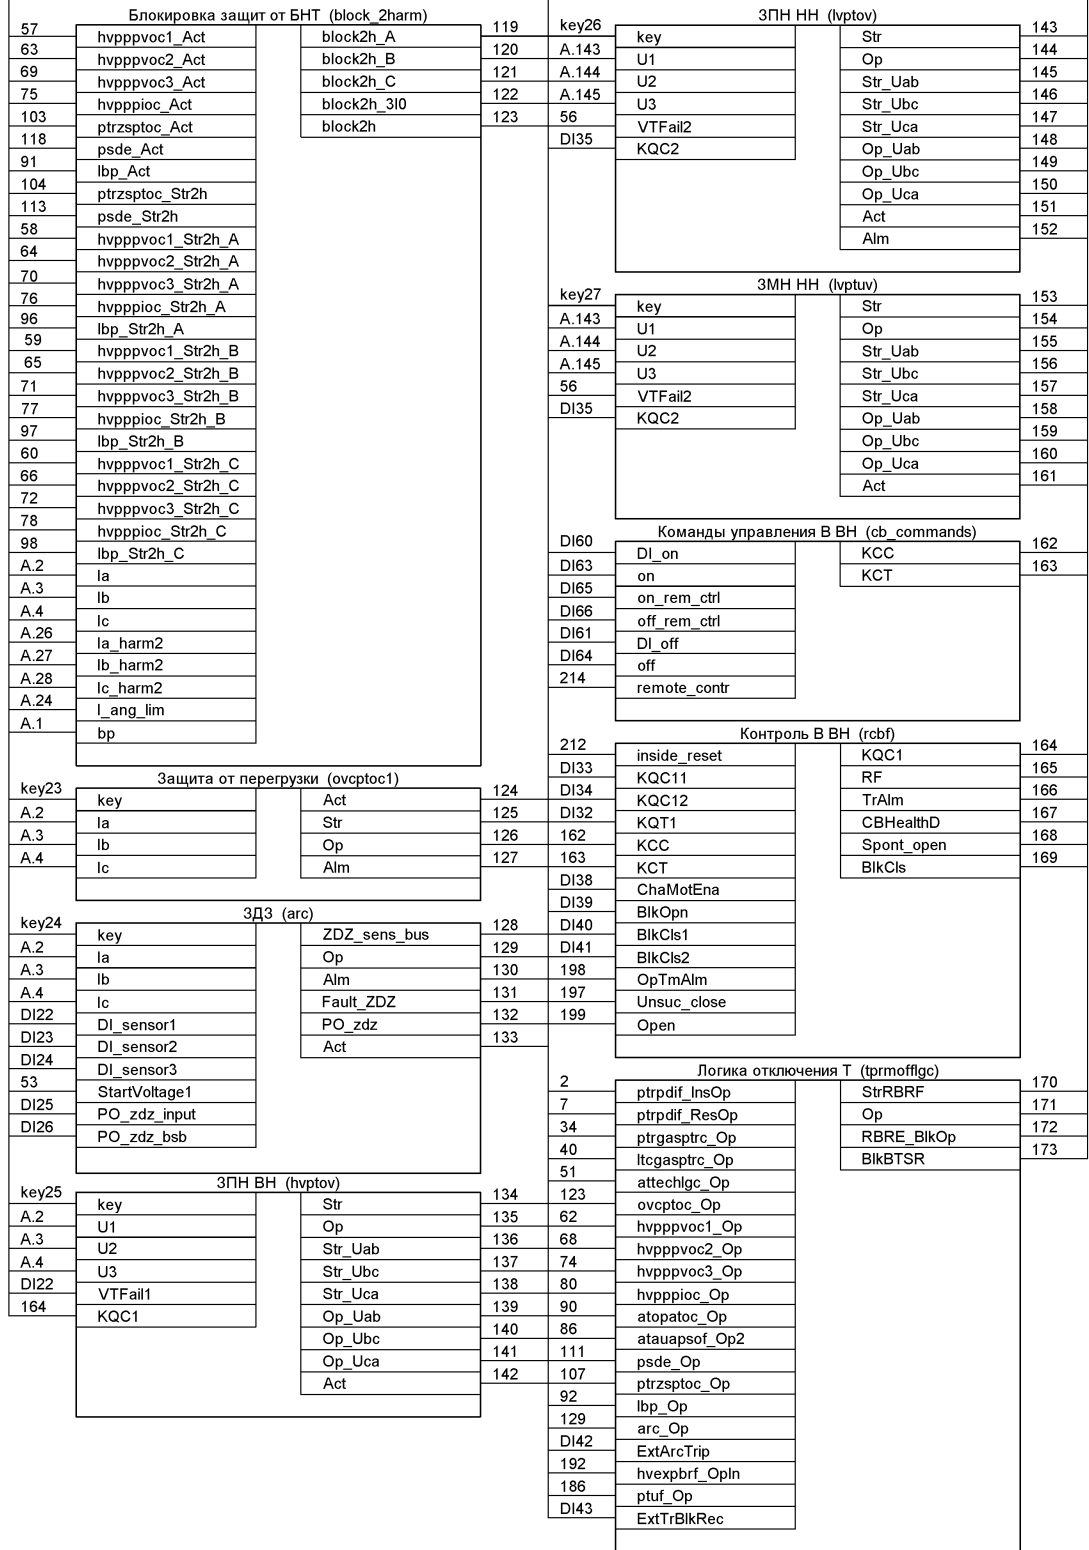 Блокировка защит от БНТ (block_2harm)
57 hvpppvoc1_Act block2h_A 119
63 hvpppvoc2_Act block2h_B 120
69 hvpppvoc3_Act block2h_C 121
75 hvpppioc_Act block2h_3I0 122
103 ptrzsptoc_Act block2h 123
118 psde_Act
91 lbp_Act
104 ptrzsptoc_Str2h
113 psde_Str2h
58 hvpppvoc1_Str2h_A
64 hvpppvoc2_Str2h_A
70 hvpppvoc3_Str2h_A
76 hvpppioc_Str2h_A
96 lbp_Str2h_A
59 hvpppvoc1_Str2h_B
65 hvpppvoc2_Str2h_B
71 hvpppvoc3_Str2h_B
77 hvpppioc_Str2h_B
97 lbp_Str2h_B
60 hvpppvoc1_Str2h_C
66 hvpppvoc2_Str2h_C
72 hvpppvoc3_Str2h_C
78 hvpppioc_Str2h_C
98 lbp_Str2h_C
A.2 Ia
A.3 Ib
A.4 Ic
A.26 Ia_harm2
A.27 Ib_harm2
A.28 Ic_harm2
A.24 I_ang_lim
A.1 bp
Защита от перегрузки (ovcptoc1)
key23 key Act 124
A.2 Ia Str 125
A.3 Ib Op 126
A.4 Ic Alm 127
ЗДЗ (arc)
key24 key ZDZ_sens_bus 128
A.2 Ia Op 129
A.3 Ib Alm 130
A.4 Ic Fault_ZDZ 131
DI22 DI_sensor1 PO_zdz 132
DI23 DI_sensor2 Act 133
DI24 DI_sensor3
53 StartVoltage1
DI25 PO_zdz_input
DI26 PO_zdz_bsb
ЗПН ВН (hvptov)
key25 key Str 134
A.2 U1 Op 135
A.3 U2 Str_Uab 136
A.4 U3 Str_Ubc 137
DI22 VTFail1 Str_Uca 138
164 KQC1 Op_Uab 139
Op_Ubc 140
Op_Uca 141
Act 142
ЗПН НН (lvptov)
key26 key Str 143
A.143 U1 Op 144
A.144 U2 Str_Uab 145
A.145 U3 Str_Ubc 146
56 VTFail2 Str_Uca 147
DI35 KQC2 Op_Uab 148
Op_Ubc 149
Op_Uca 150
Act 151
Alm 152
ЗМН НН (lvptuv)
key27 key Str 153
A.143 U1 Op 154
A.144 U2 Str_Uab 155
A.145 U3 Str_Ubc 156
56 VTFail2 Str_Uca 157
DI35 KQC2 Op_Uab 158
Op_Ubc 159
Op_Uca 160
Act 161
Команды управления В ВН (cb_commands)
DI60 DI_on KCC 162
DI63 on KCT 163
DI65 on_rem_ctrl
DI66 off_rem_ctrl
DI61 DI_off
DI64 off
214 remote_contr
Контроль В ВН (rcbf)
212 inside_reset KQC1 164
DI33 KQC11 RF 165
DI34 KQC12 TrAlm 166
DI32 KQT1 CBHealthD 167
162 KCC Spont_open 168
163 KCT BlkCls 169
DI38 ChaMotEna
DI39 BlkOpn
DI40 BlkCls1
DI41 BlkCls2
198 OpTmAlm
197 Unsuc_close
199 Open
Логика отключения Т (tprmofflgc)
2 ptrpdif_InsOp StrRBRF 170
7 ptrpdif_ResOp Op 171
34 ptrgasptrc_Op RBRE_BlkOp 172
40 ltcgasptrc_Op BlkBTSR 173
51 attechlgc_Op
123 ovcptoc_Op
62 hvpppvoc1_Op
68 hvpppvoc2_Op
74 hvpppvoc3_Op
80 hvpppioc_Op
90 atopatoc_Op
86 atauapsof_Op2
111 psde_Op
107 ptrzsptoc_Op
92 lbp_Op
129 arc_Op
DI42 ExtArcTrip
192 hvexpbrf_OpIn
186 ptuf_Op
DI43 ExtTrBlkRec